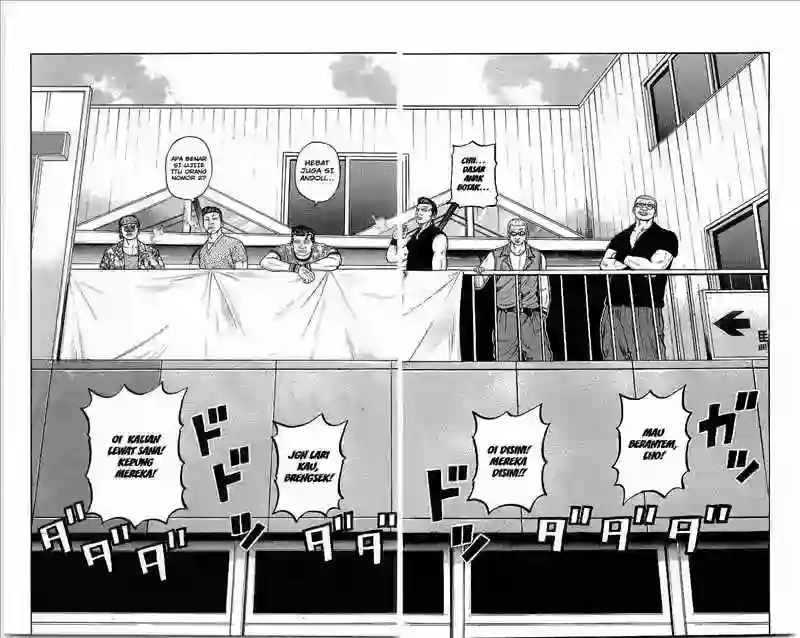 APA BENAR
SI UJIIE
ITU ORANG
NOMOR 2?
HEBAT
JUGA SI
ANDOU...
CIH...
DASAR
ANAK
BOTAK...
OI KALIAN
LEWAT SANA!
KEPUNG
MEREKA!
JGN LARI
KAU,
BRENGSEK!
OI DISINI!
MEREKA
DISINI!!
MAU
BERANTEM,
LHO!
ドドッ
ドッ
ガッ
ダダダ
ダダ
ダダダ